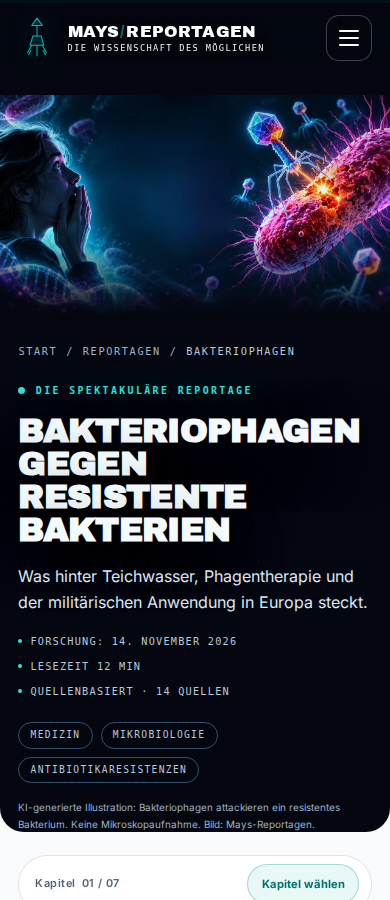 MAYS/REPORTAGEN
DIE WISSENSCHAFT DES MÖGLICHEN
START / REPORTAGEN / BAKTERIOPHAGEN
DIE SPEKTAKULÄRE REPORTAGE
BAKTERIOPHAGEN
GEGEN
RESISTENTE
BAKTERIEN
Was hinter Teichwasser, Phagentherapie und
der militärischen Anwendung in Europa steckt.
FORSCHUNG: 14. NOVEMBER 2026
LESEZEIT 12 MIN
QUELLENBASIERT · 14 QUELLEN
MEDIZIN
MIKROBIOLOGIE
ANTIBIOTIKARESISTENZEN
KI-generierte Illustration: Bakteriophagen attackieren ein resistentes
Bakterium. Keine Mikroskopaufnahme. Bild: Mays-Reportagen.
Kapitel 01 / 07
Kapitel wählen